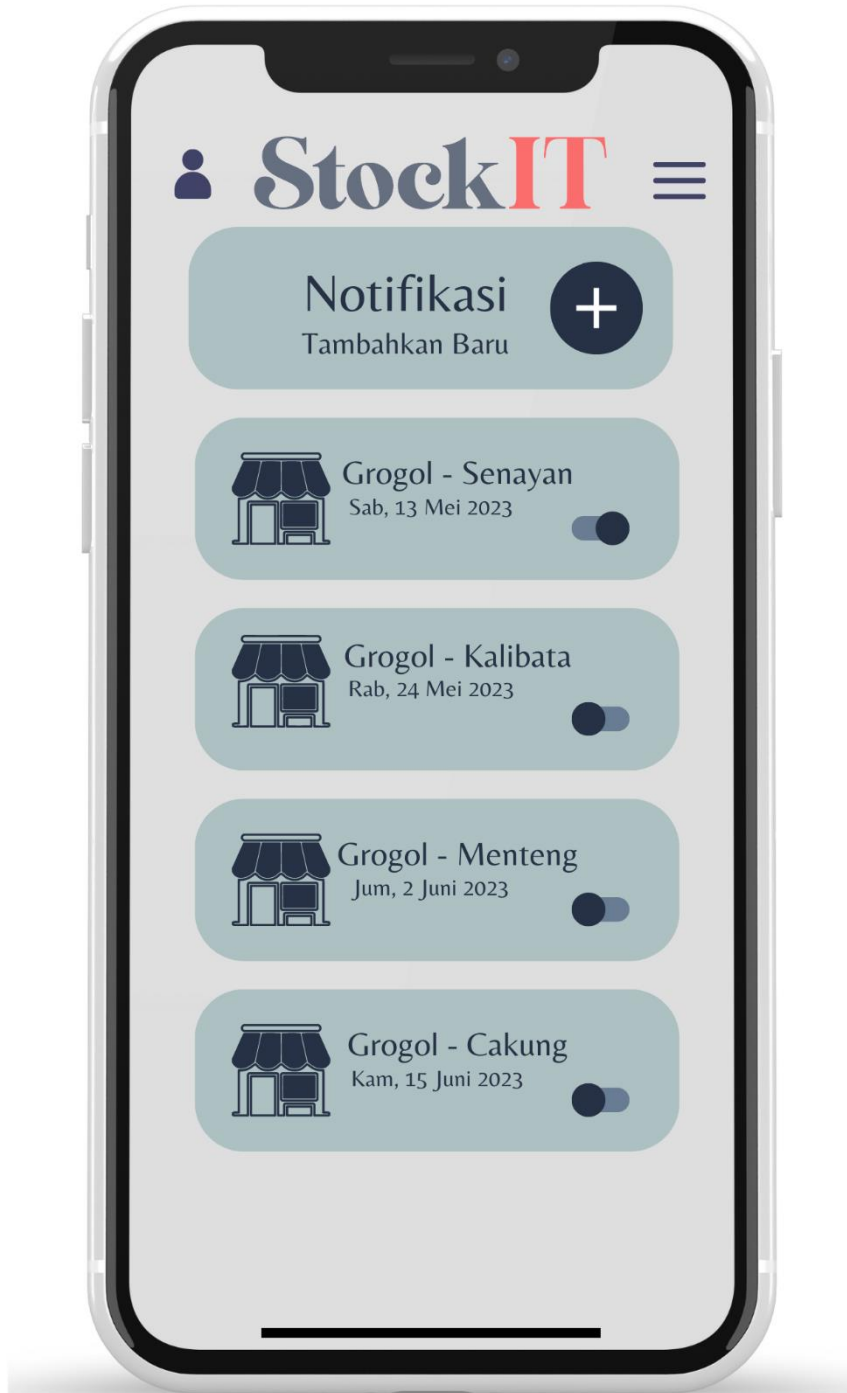 StockIT
Notifikasi
Tambahkan Baru
Grogol - Senayan
Sab, 13 Mei 2023
Grogol - Kalibata
Rab, 24 Mei 2023
Grogol - Menteng
Jum, 2 Juni 2023
Grogol - Cakung
Kam, 15 Juni 2023